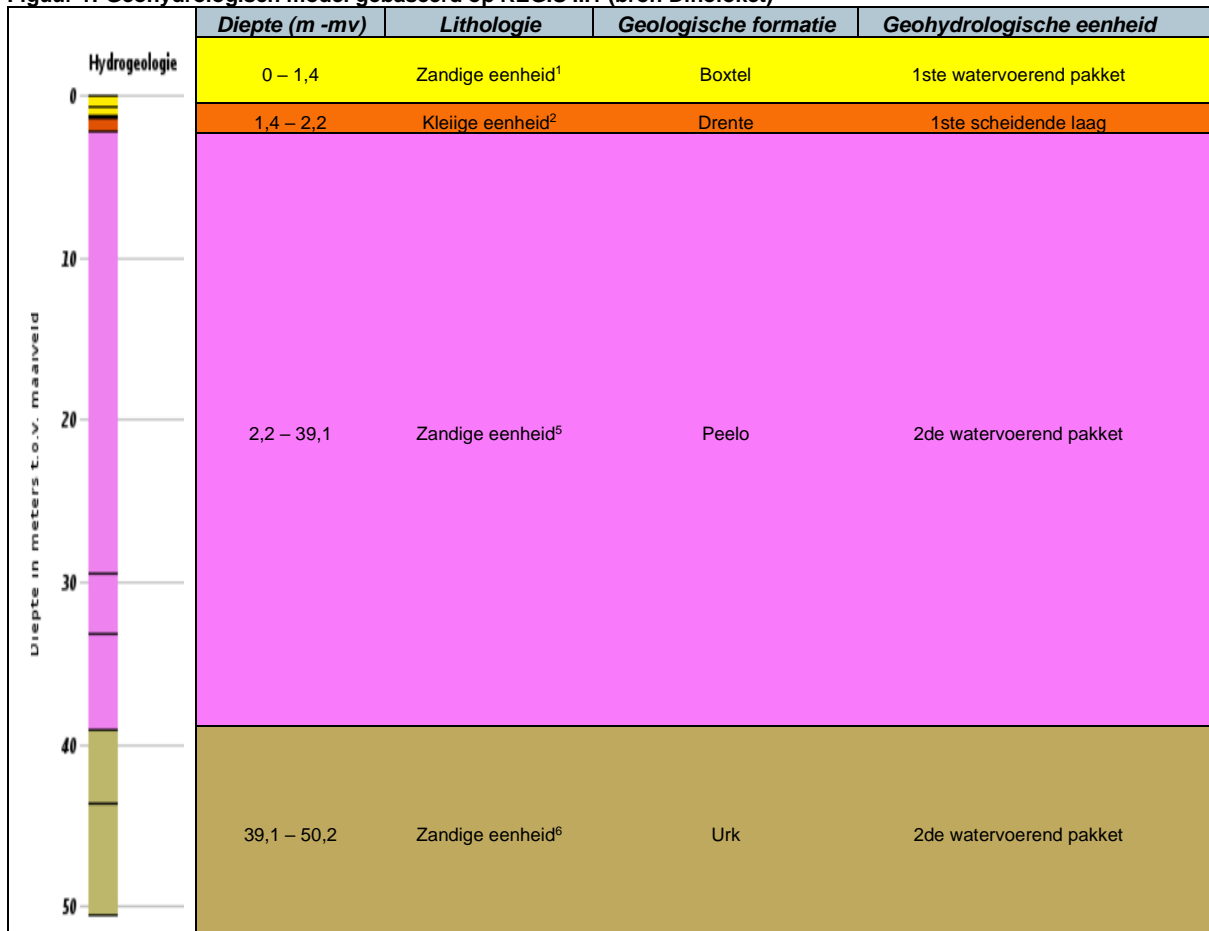 Diepte (m -mv) Lithologie Geologische formatie Geohydrologische eenheid
Hydrogeologie
0 – 1,4 Zandige eenheid¹ Boxtel 1ste watervoerend pakket
0
1,4 – 2,2 Kleiige eenheid² Drente 1ste scheidende laag
10
Diepte in meters t.o.v. maaiveld
20
2,2 – 39,1 Zandige eenheid⁵ Peelo 2de watervoerend pakket
30
40
39,1 – 50,2 Zandige eenheid⁶ Urk 2de watervoerend pakket
50